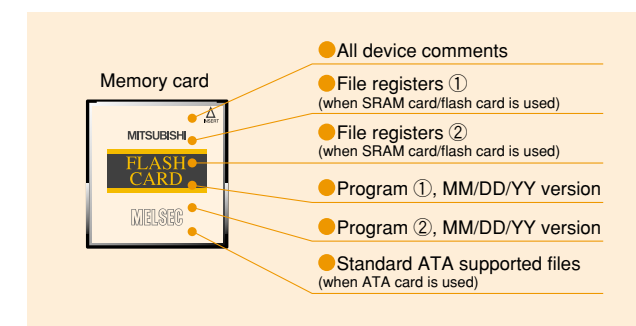 Memory card
INSERT
MITSUBISHI
FLASH
CARD
MELSEC
All device comments
File registers ①
(when SRAM card/flash card is used)
File registers ②
(when SRAM card/flash card is used)
Program ①, MM/DD/YY version
Program ②, MM/DD/YY version
Standard ATA supported files
(when ATA card is used)